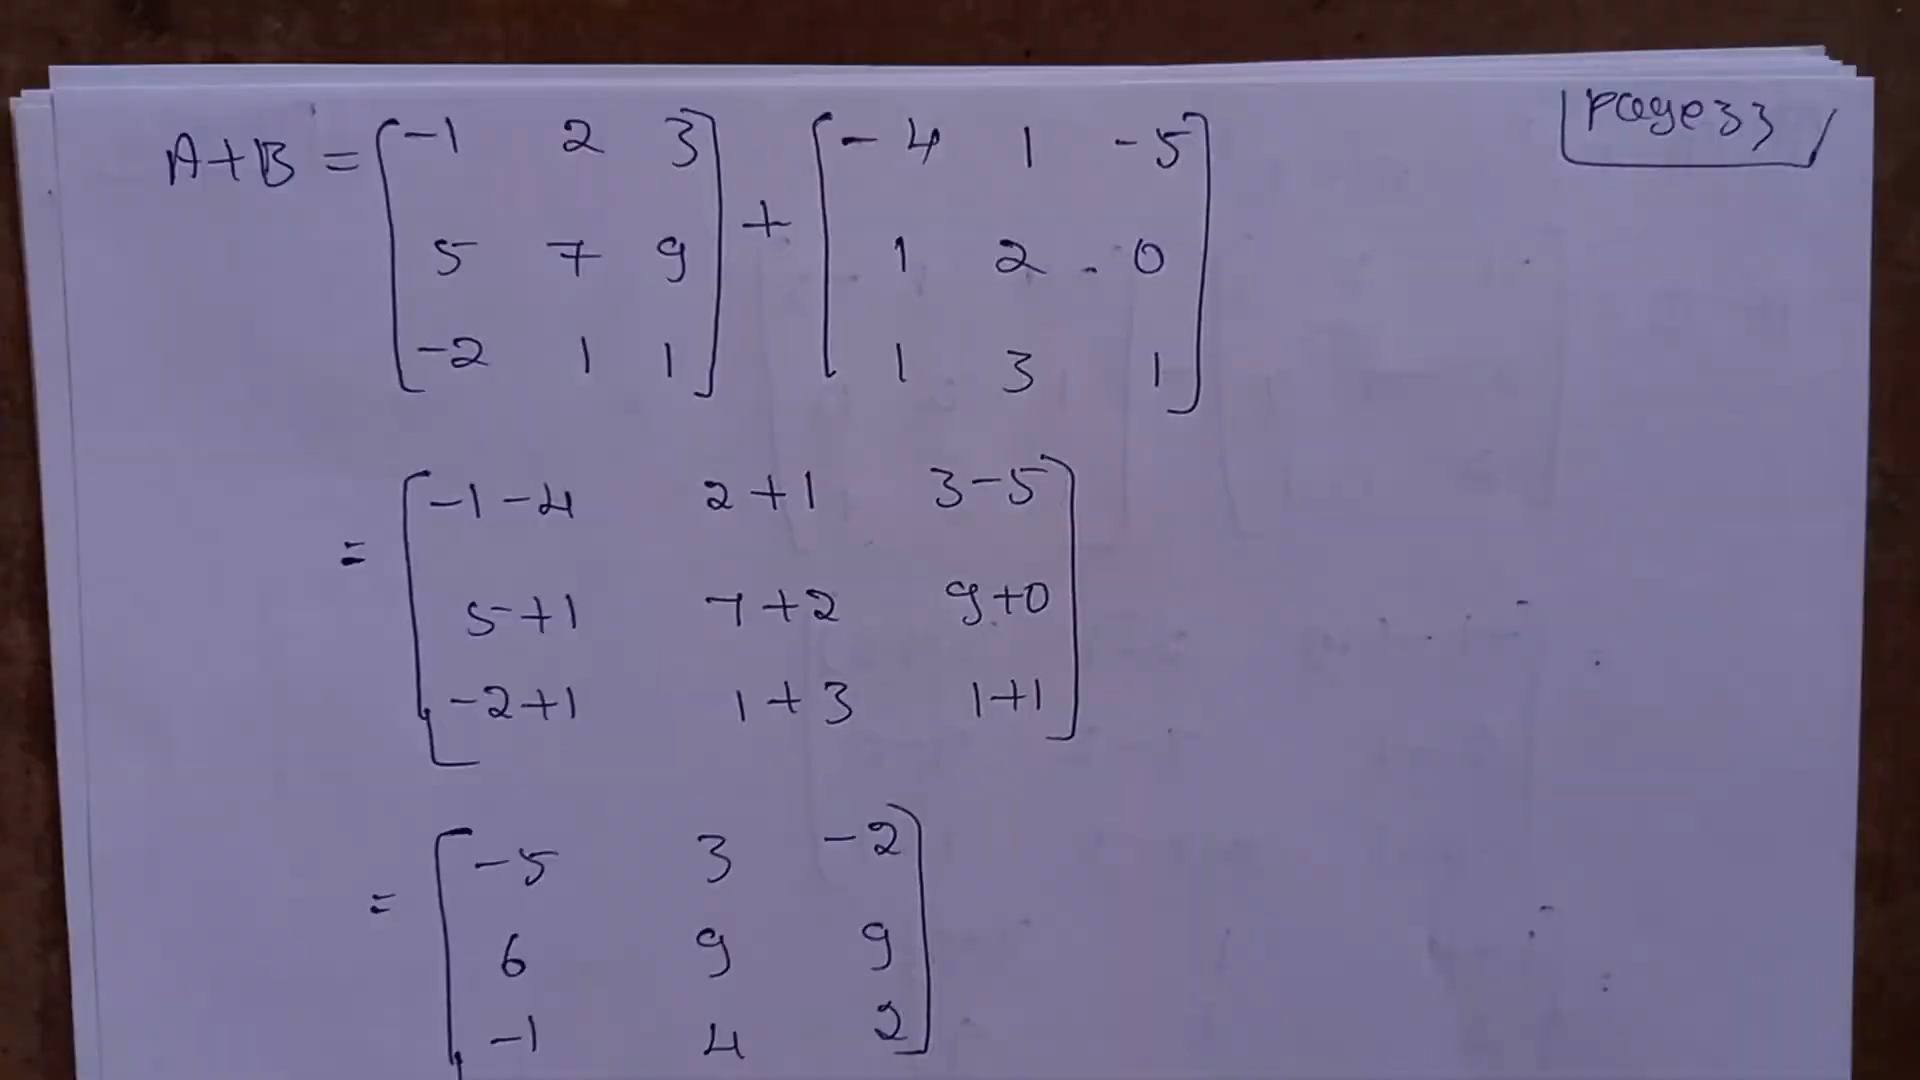 page 33
A+B = [-1 2 3] + [-4 1 -5]
[5 7 9] [1 2 0]
[-2 1 1] [1 3 1]
= [-1-4 2+1 3-5]
[5+1 7+2 9+0]
[-2+1 1+3 1+1]
= [-5 3 -2]
[6 9 9]
[-1 4 2]